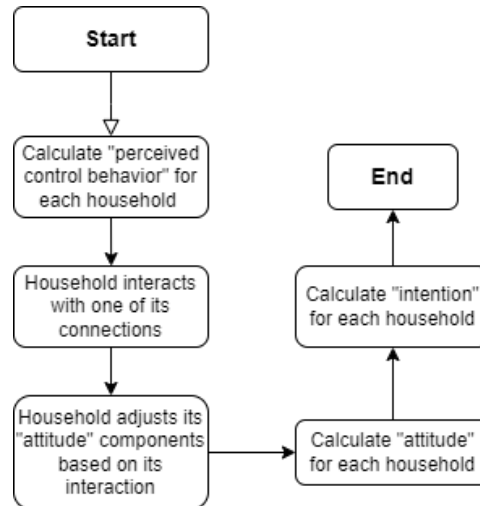 Start
Calculate "perceived
control behavior" for
each household
Household interacts
with one of its
connections
Household adjusts its
"attitude" components
based on its
interaction
Calculate "attitude"
for each household
Calculate "intention"
for each household
End